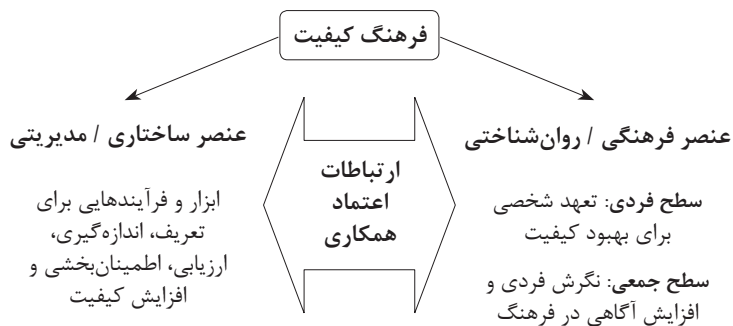 فرهنگ کیفیت
عنصر فرهنگی / روان‌شناختی
سطح فردی: تعهد شخصی
برای بهبود کیفیت
سطح جمعی: نگرش فردی و
افزایش آگاهی در فرهنگ
ارتباطات
اعتماد
همکاری
عنصر ساختاری / مدیریتی
ابزار و فرآیندهایی برای
تعریف، اندازه‌گیری،
ارزیابی، اطمینان‌بخشی و
افزایش کیفیت